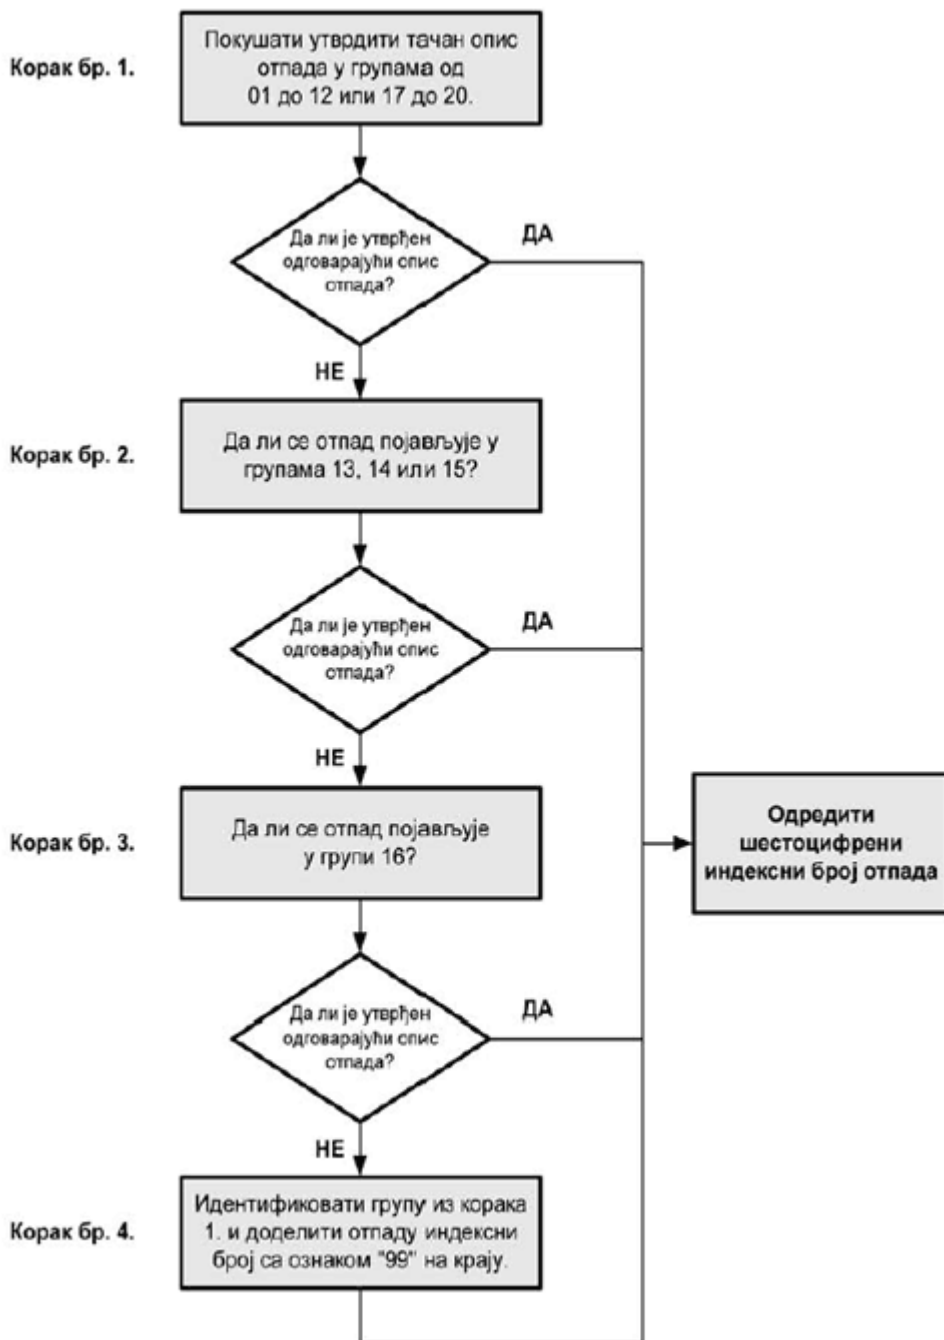 Корак бр. 1.
Покушати утврдити тачан опис
отпада у групама од
01 до 12 или 17 до 20.
Да ли је утврђен
одговарајући опис
отпада?
ДА
НЕ
Корак бр. 2.
Да ли се отпад појављује у
групама 13, 14 или 15?
Да ли је утврђен
одговарајући опис
отпада?
ДА
НЕ
Корак бр. 3.
Да ли се отпад појављује
у групи 16?
Одредити
шестоцифрени
индексни број отпада
Да ли је утврђен
одговарајући опис
отпада?
ДА
НЕ
Корак бр. 4.
Идентификовати групу из корака
1. и доделити отпаду индексни
број са ознаком "99" на крају.